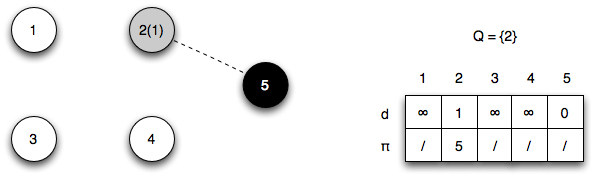 1 2(1)
5
3 4
Q = {2}
1 2 3 4 5
d ∞ 1 ∞ ∞ 0
π / 5 / / /